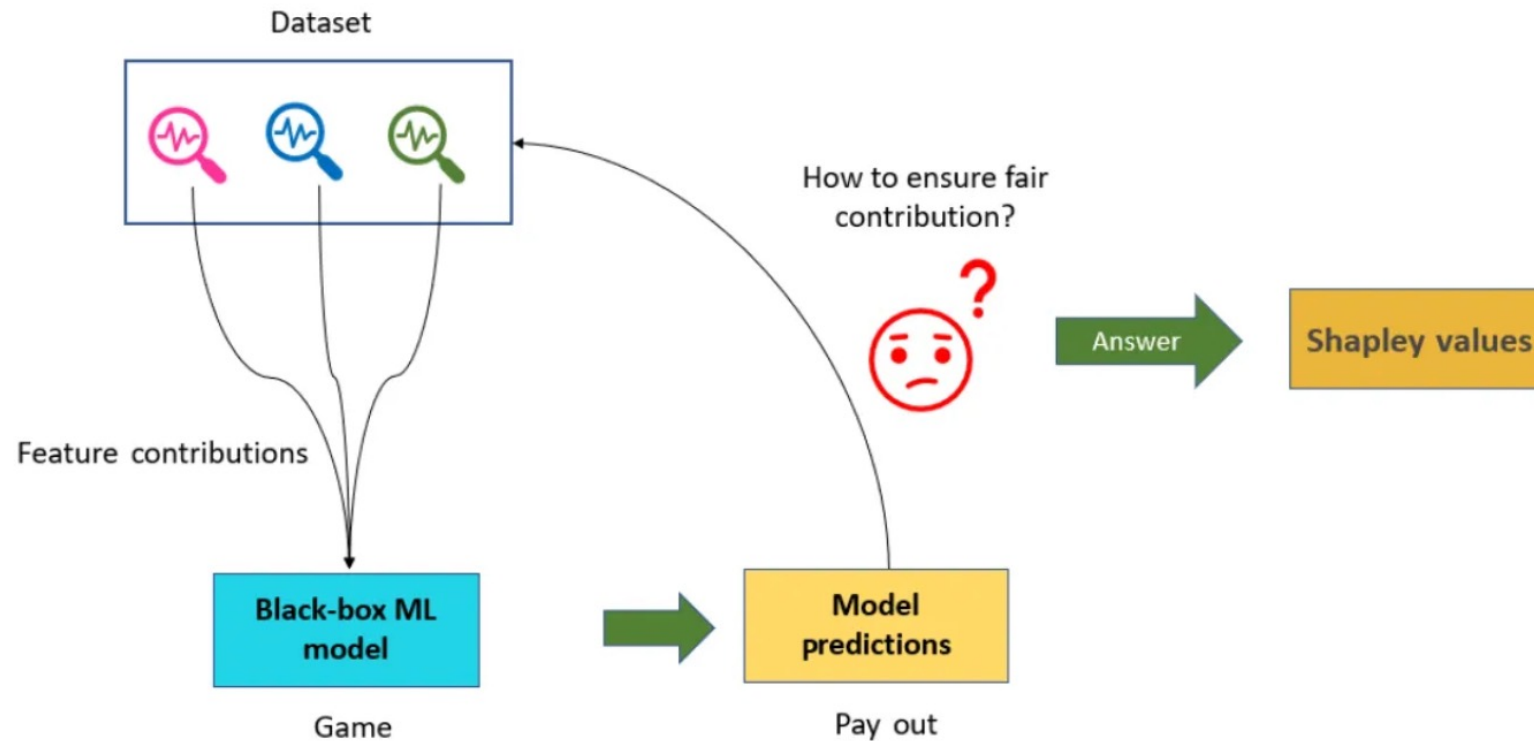 Dataset
How to ensure fair
contribution?
?
Answer
Shapley values
Feature contributions
Black-box ML
model
Model
predictions
Game
Pay out